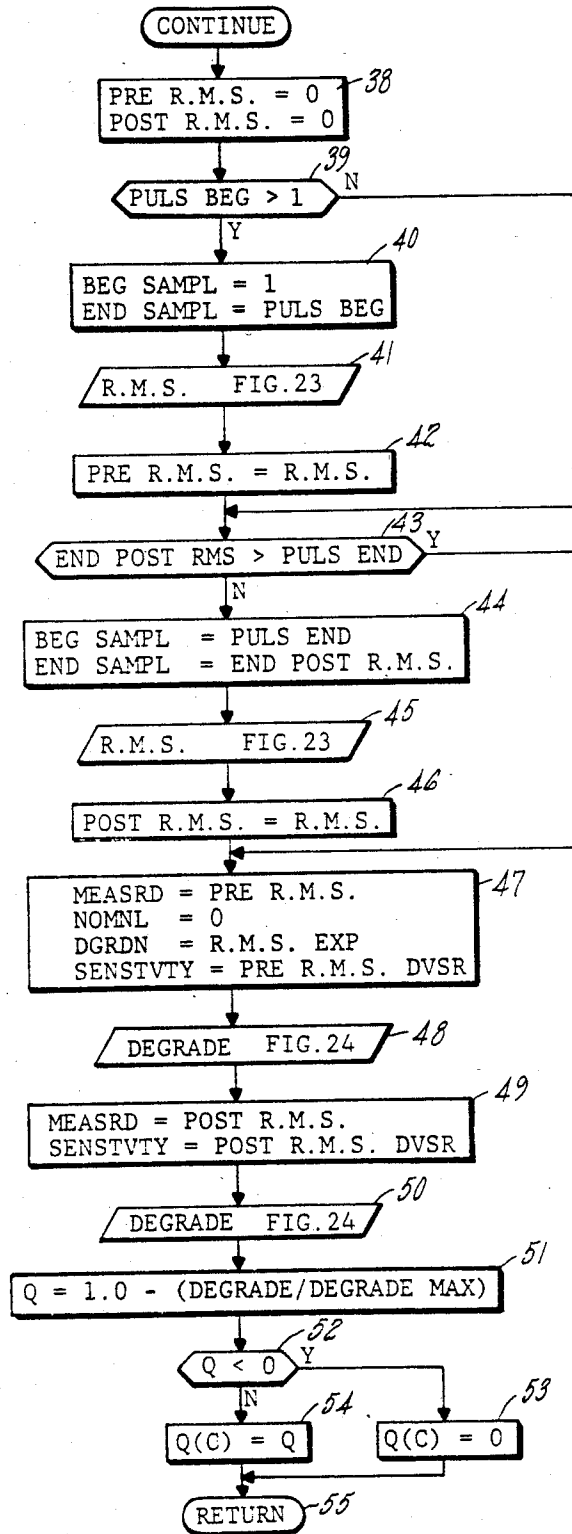 CONTINUE
38
PRE R.M.S. = 0
POST R.M.S. = 0
39
PULS BEG > 1
N
Y
40
BEG SAMPL = 1
END SAMPL = PULS BEG
41
R.M.S. FIG.23
42
PRE R.M.S. = R.M.S.
43
END POST RMS > PULS END
Y
N
44
BEG SAMPL = PULS END
END SAMPL = END POST R.M.S.
45
R.M.S. FIG.23
46
POST R.M.S. = R.M.S.
47
MEASRD = PRE R.M.S.
NOMNL = 0
DGRDN = R.M.S. EXP
SENSTVTY = PRE R.M.S. DVSR
DEGRADE FIG.24
48
49
MEASRD = POST R.M.S.
SENSTVTY = POST R.M.S. DVSR
50
DEGRADE FIG.24
51
Q = 1.0 - (DEGRADE/DEGRADE MAX)
52
Q < 0
Y
N
54
53
Q(C) = Q
Q(C) = 0
RETURN
55